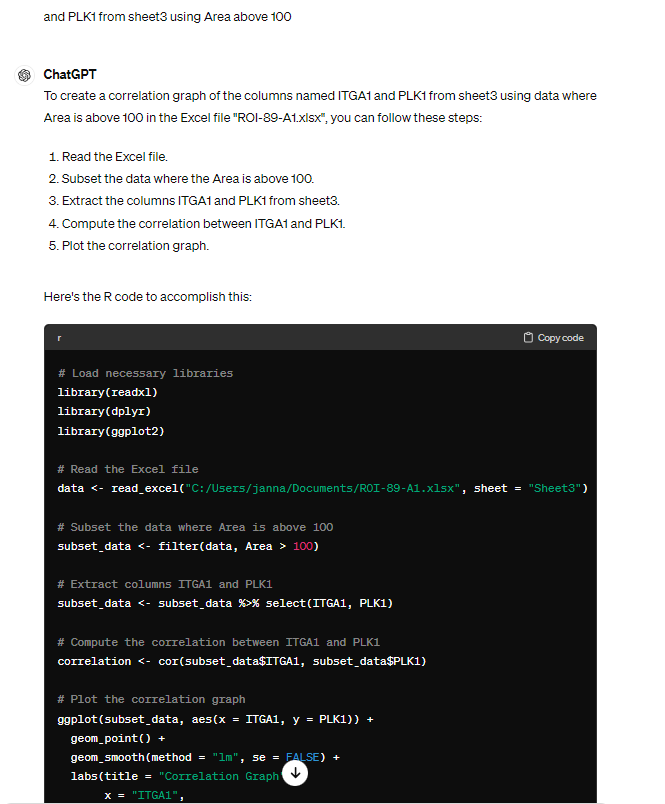 and PLK1 from sheet3 using Area above 100
ChatGPT
To create a correlation graph of the columns named ITGA1 and PLK1 from sheet3 using data where
Area is above 100 in the Excel file "ROI-89-A1.xlsx", you can follow these steps:
1. Read the Excel file.
2. Subset the data where the Area is above 100.
3. Extract the columns ITGA1 and PLK1 from sheet3.
4. Compute the correlation between ITGA1 and PLK1.
5. Plot the correlation graph.
Here's the R code to accomplish this:
r Copy code
# Load necessary libraries
library(readxl)
library(dplyr)
library(ggplot2)
# Read the Excel file
data <- read_excel("C:/Users/janna/Documents/ROI-89-A1.xlsx", sheet = "Sheet3")
# Subset the data where Area is above 100
subset_data <- filter(data, Area > 100)
# Extract columns ITGA1 and PLK1
subset_data <- subset_data %>% select(ITGA1, PLK1)
# Compute the correlation between ITGA1 and PLK1
correlation <- cor(subset_data$ITGA1, subset_data$PLK1)
# Plot the correlation graph
ggplot(subset_data, aes(x = ITGA1, y = PLK1)) +
geom_point() +
geom_smooth(method = "lm", se = FALSE) +
labs(title = "Correlation Graph
x = "ITGA1",